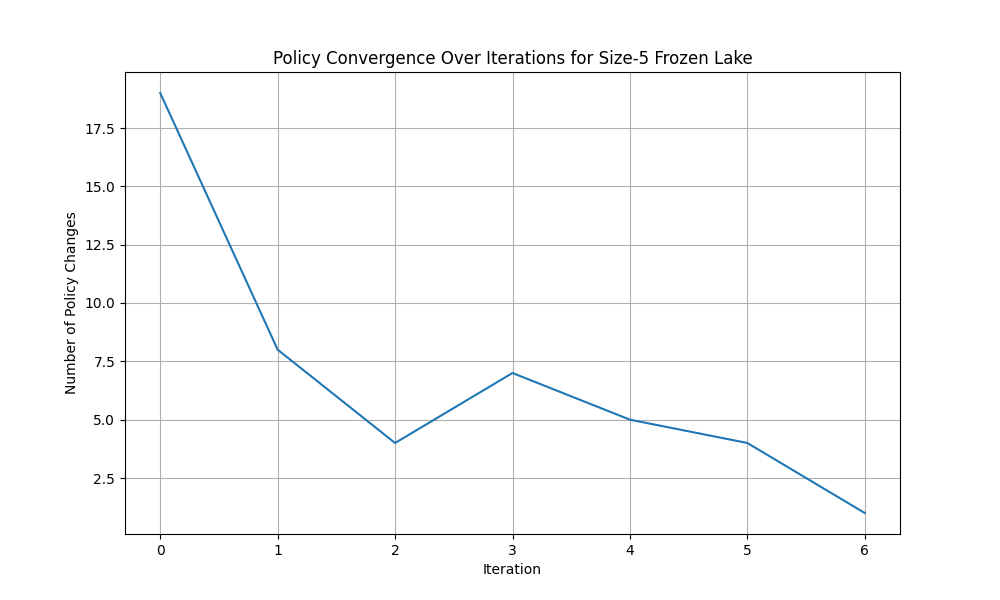 Policy Convergence Over Iterations for Size-5 Frozen Lake
Number of Policy Changes
17.5
15.0
12.5
10.0
7.5
5.0
2.5
0 1 2 3 4 5 6
Iteration